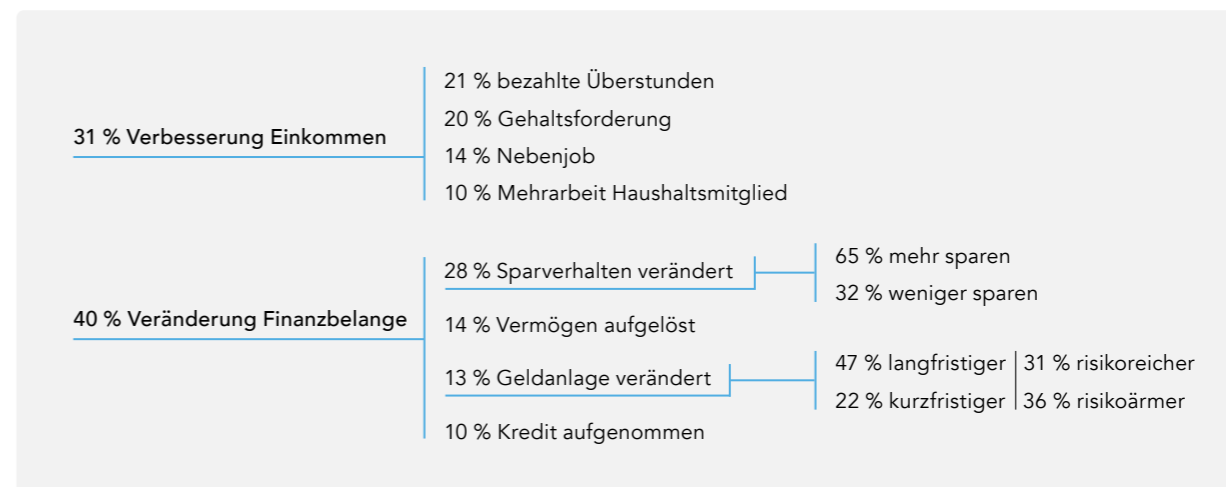 31 % Verbesserung Einkommen
21 % bezahlte Überstunden
20 % Gehaltsforderung
14 % Nebenjob
10 % Mehrarbeit Haushaltsmitglied
40 % Veränderung Finanzbelange
28 % Sparverhalten verändert
65 % mehr sparen
32 % weniger sparen
14 % Vermögen aufgelöst
13 % Geldanlage verändert
47 % langfristiger
31 % risikoreicher
22 % kurzfristiger
36 % risikoärmer
10 % Kredit aufgenommen